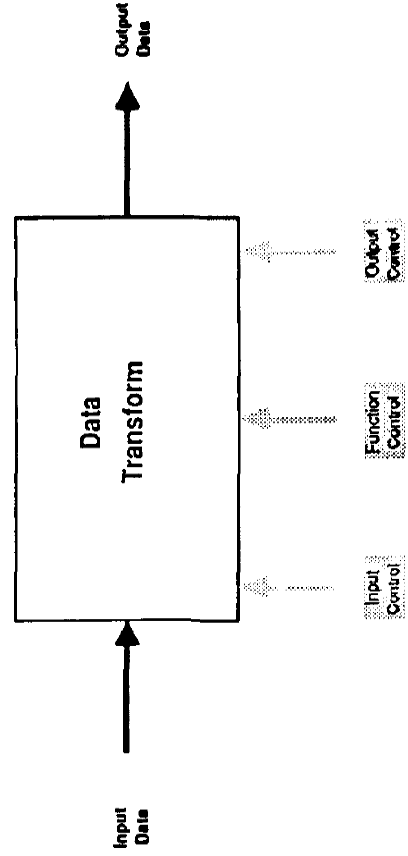 Input
Data
Data
Transform
Output
Data
Input
Control
Function
Control
Output
Control